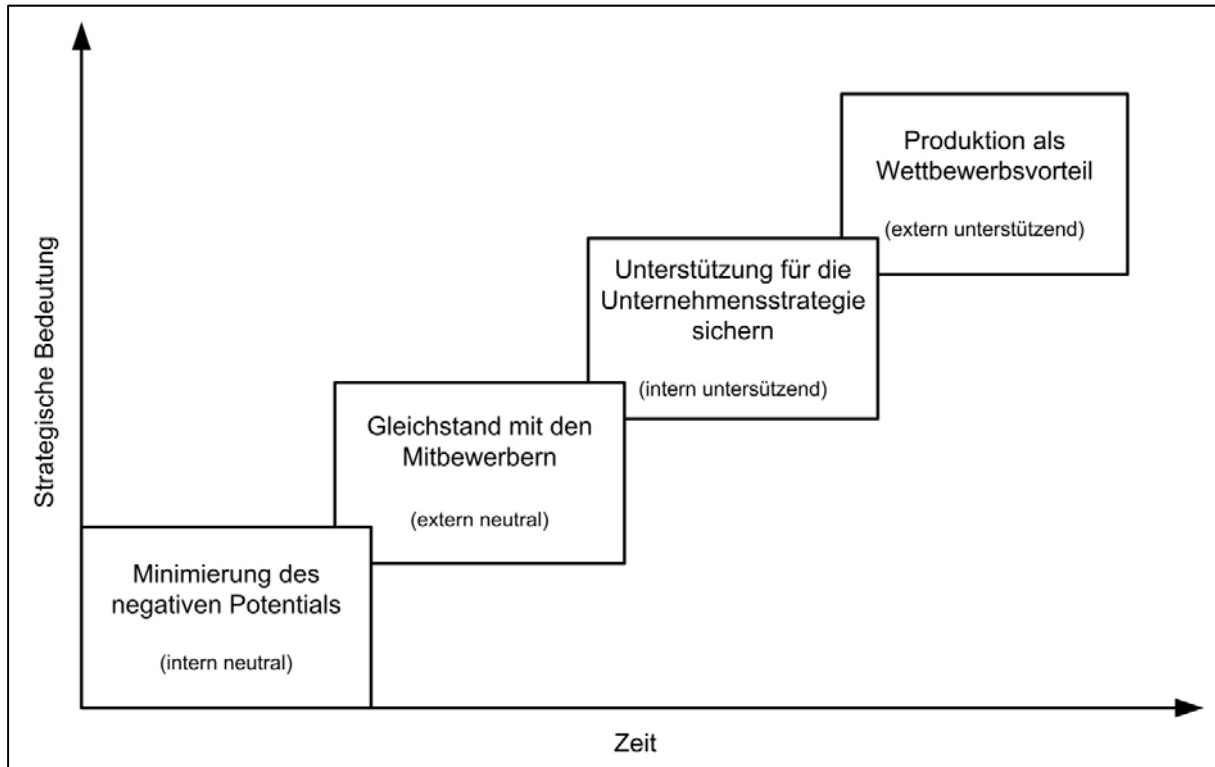 Strategische Bedeutung
Produktion als
Wettbewerbsvorteil
(extern unterstützend)
Unterstützung für die
Unternehmensstrategie
sichern
(intern untersützend)
Gleichstand mit den
Mitbewerbern
(extern neutral)
Minimierung des
negativen Potentials
(intern neutral)
Zeit